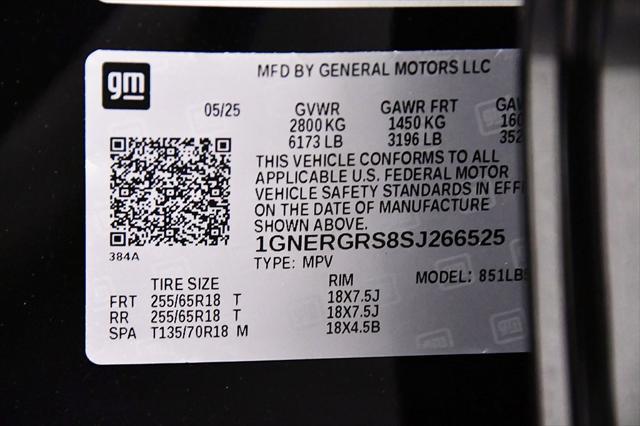 gm
MFD BY GENERAL MOTORS LLC
05/25 GVWR GAWR FRT
2800 KG 1450 KG
6173 LB 3196 LB
THIS VEHICLE CONFORMS TO ALL
APPLICABLE U.S. FEDERAL MOTOR
VEHICLE SAFETY STANDARDS IN
ON THE DATE OF MANUFACTURE
SHOWN ABOVE.
1GNERGRS8SJ266525
384A
TYPE: MPV MODEL:
TIRE SIZE RIM
FRT 255/65R18 T 18X7.5J
RR 255/65R18 T 18X7.5J
SPA T135/70R18 M 18X4.5B